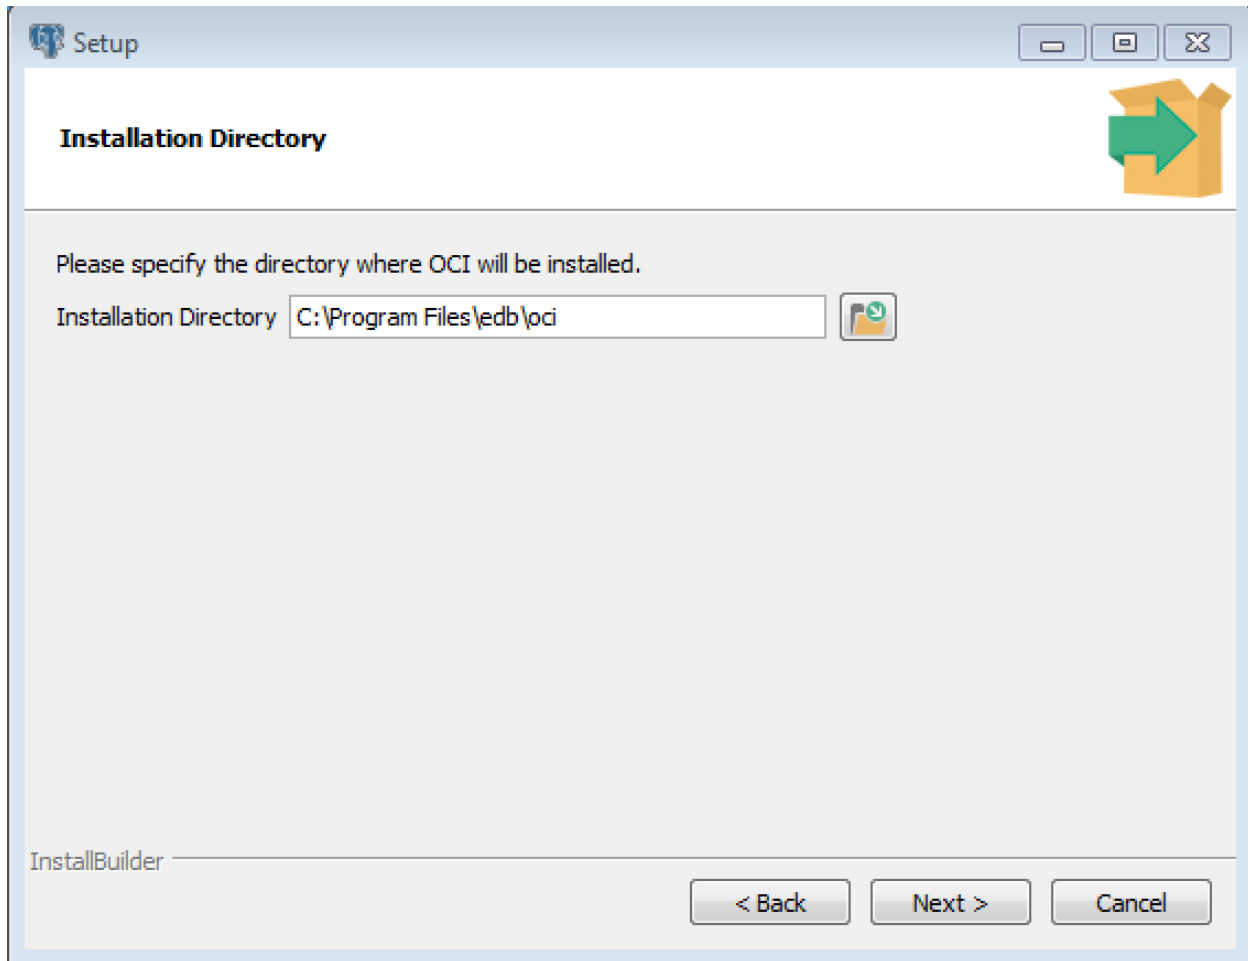 Setup
Installation Directory
Please specify the directory where OCI will be installed.
Installation Directory C:\Program Files\edb\oci
InstallBuilder
< Back Next > Cancel